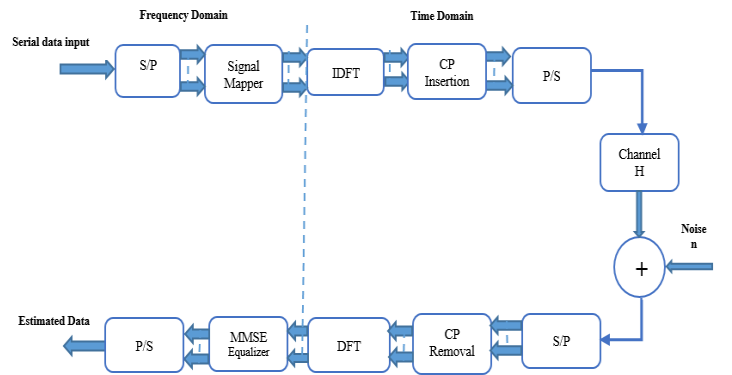 Frequency Domain
Time Domain
Serial data input
S/P
Signal
Mapper
IDFT
CP
Insertion
P/S
Channel
H
Noise
n
+
Estimated Data
P/S
MMSE
Equalizer
DFT
CP
Removal
S/P